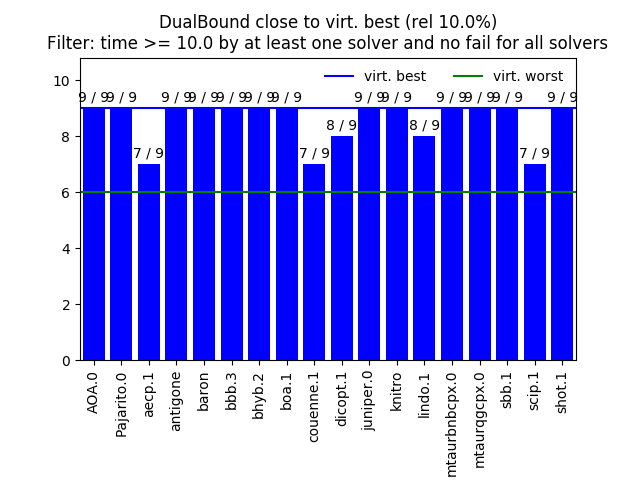 DualBound close to virt. best (rel 10.0%)
Filter: time >= 10.0 by at least one solver and no fail for all solvers
virt. best
virt. worst
10
8
6
4
2
0
9 / 9
9 / 9
7 / 9
9 / 9
9 / 9
9 / 9
9 / 9
9 / 9
7 / 9
8 / 9
9 / 9
9 / 9
8 / 9
9 / 9
9 / 9
9 / 9
7 / 9
9 / 9
AOA.0
Pajarito.0
aecp.1
antigone
baron
bbb.3
bhyb.2
boa.1
couenne.1
dicopt.1
juniper.0
knitro
lindo.1
mtaurbnbcpx.0
mtaurqgcpx.0
sbb.1
scip.1
shot.1